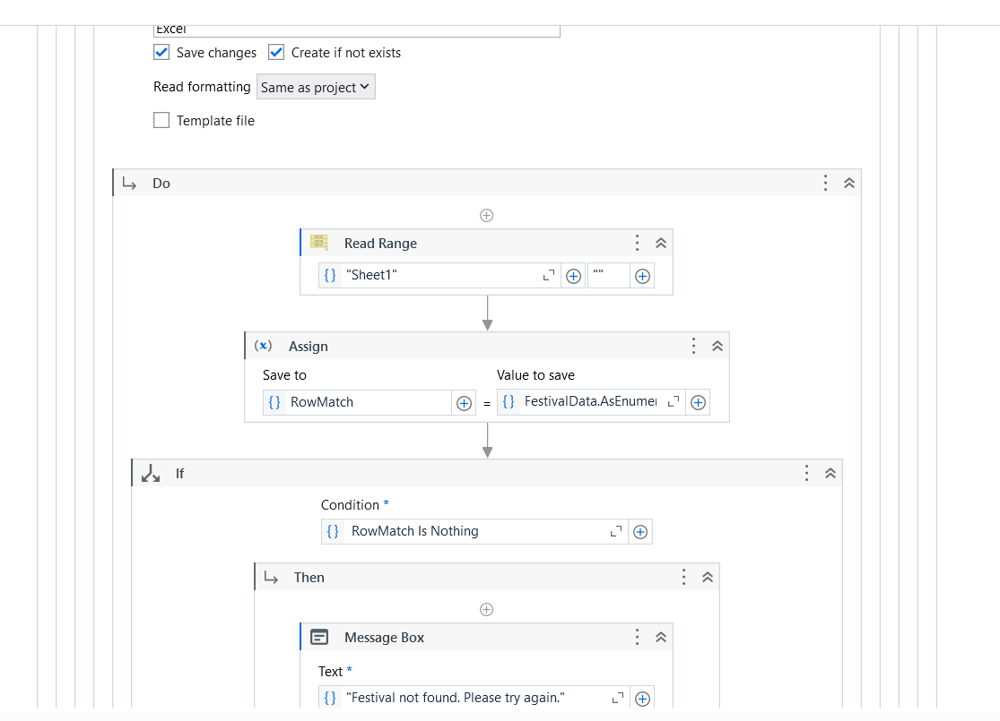 Excel
Save changes Create if not exists
Read formatting Same as project
Template file
Do
Read Range
{} "Sheet1" ""
(x) Assign
Save to Value to save
{} RowMatch = {} FestivalData.AsEnumer
If
Condition *
{} RowMatch Is Nothing
Then
Message Box
Text *
{} "Festival not found. Please try again."